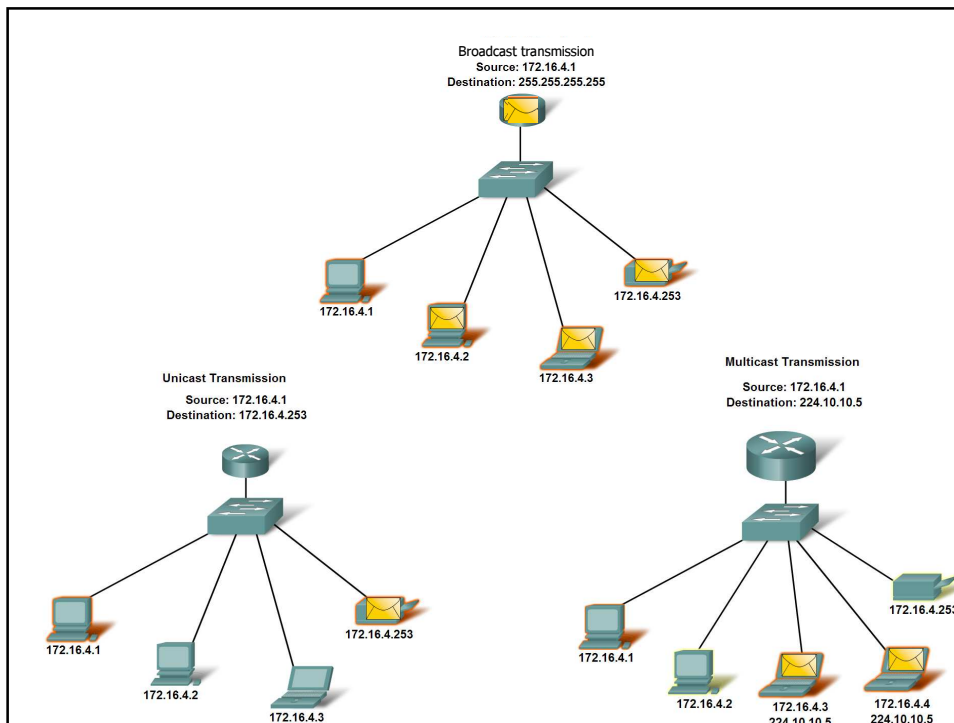 Broadcast transmission
Source: 172.16.4.1
Destination: 255.255.255.255
172.16.4.1
172.16.4.2
172.16.4.3
172.16.4.253
Unicast Transmission
Source: 172.16.4.1
Destination: 172.16.4.253
172.16.4.1
172.16.4.2
172.16.4.3
172.16.4.253
Multicast Transmission
Source: 172.16.4.1
Destination: 224.10.10.5
172.16.4.1
172.16.4.2
172.16.4.3
224.10.10.5
172.16.4.4
224.10.10.5
172.16.4.253